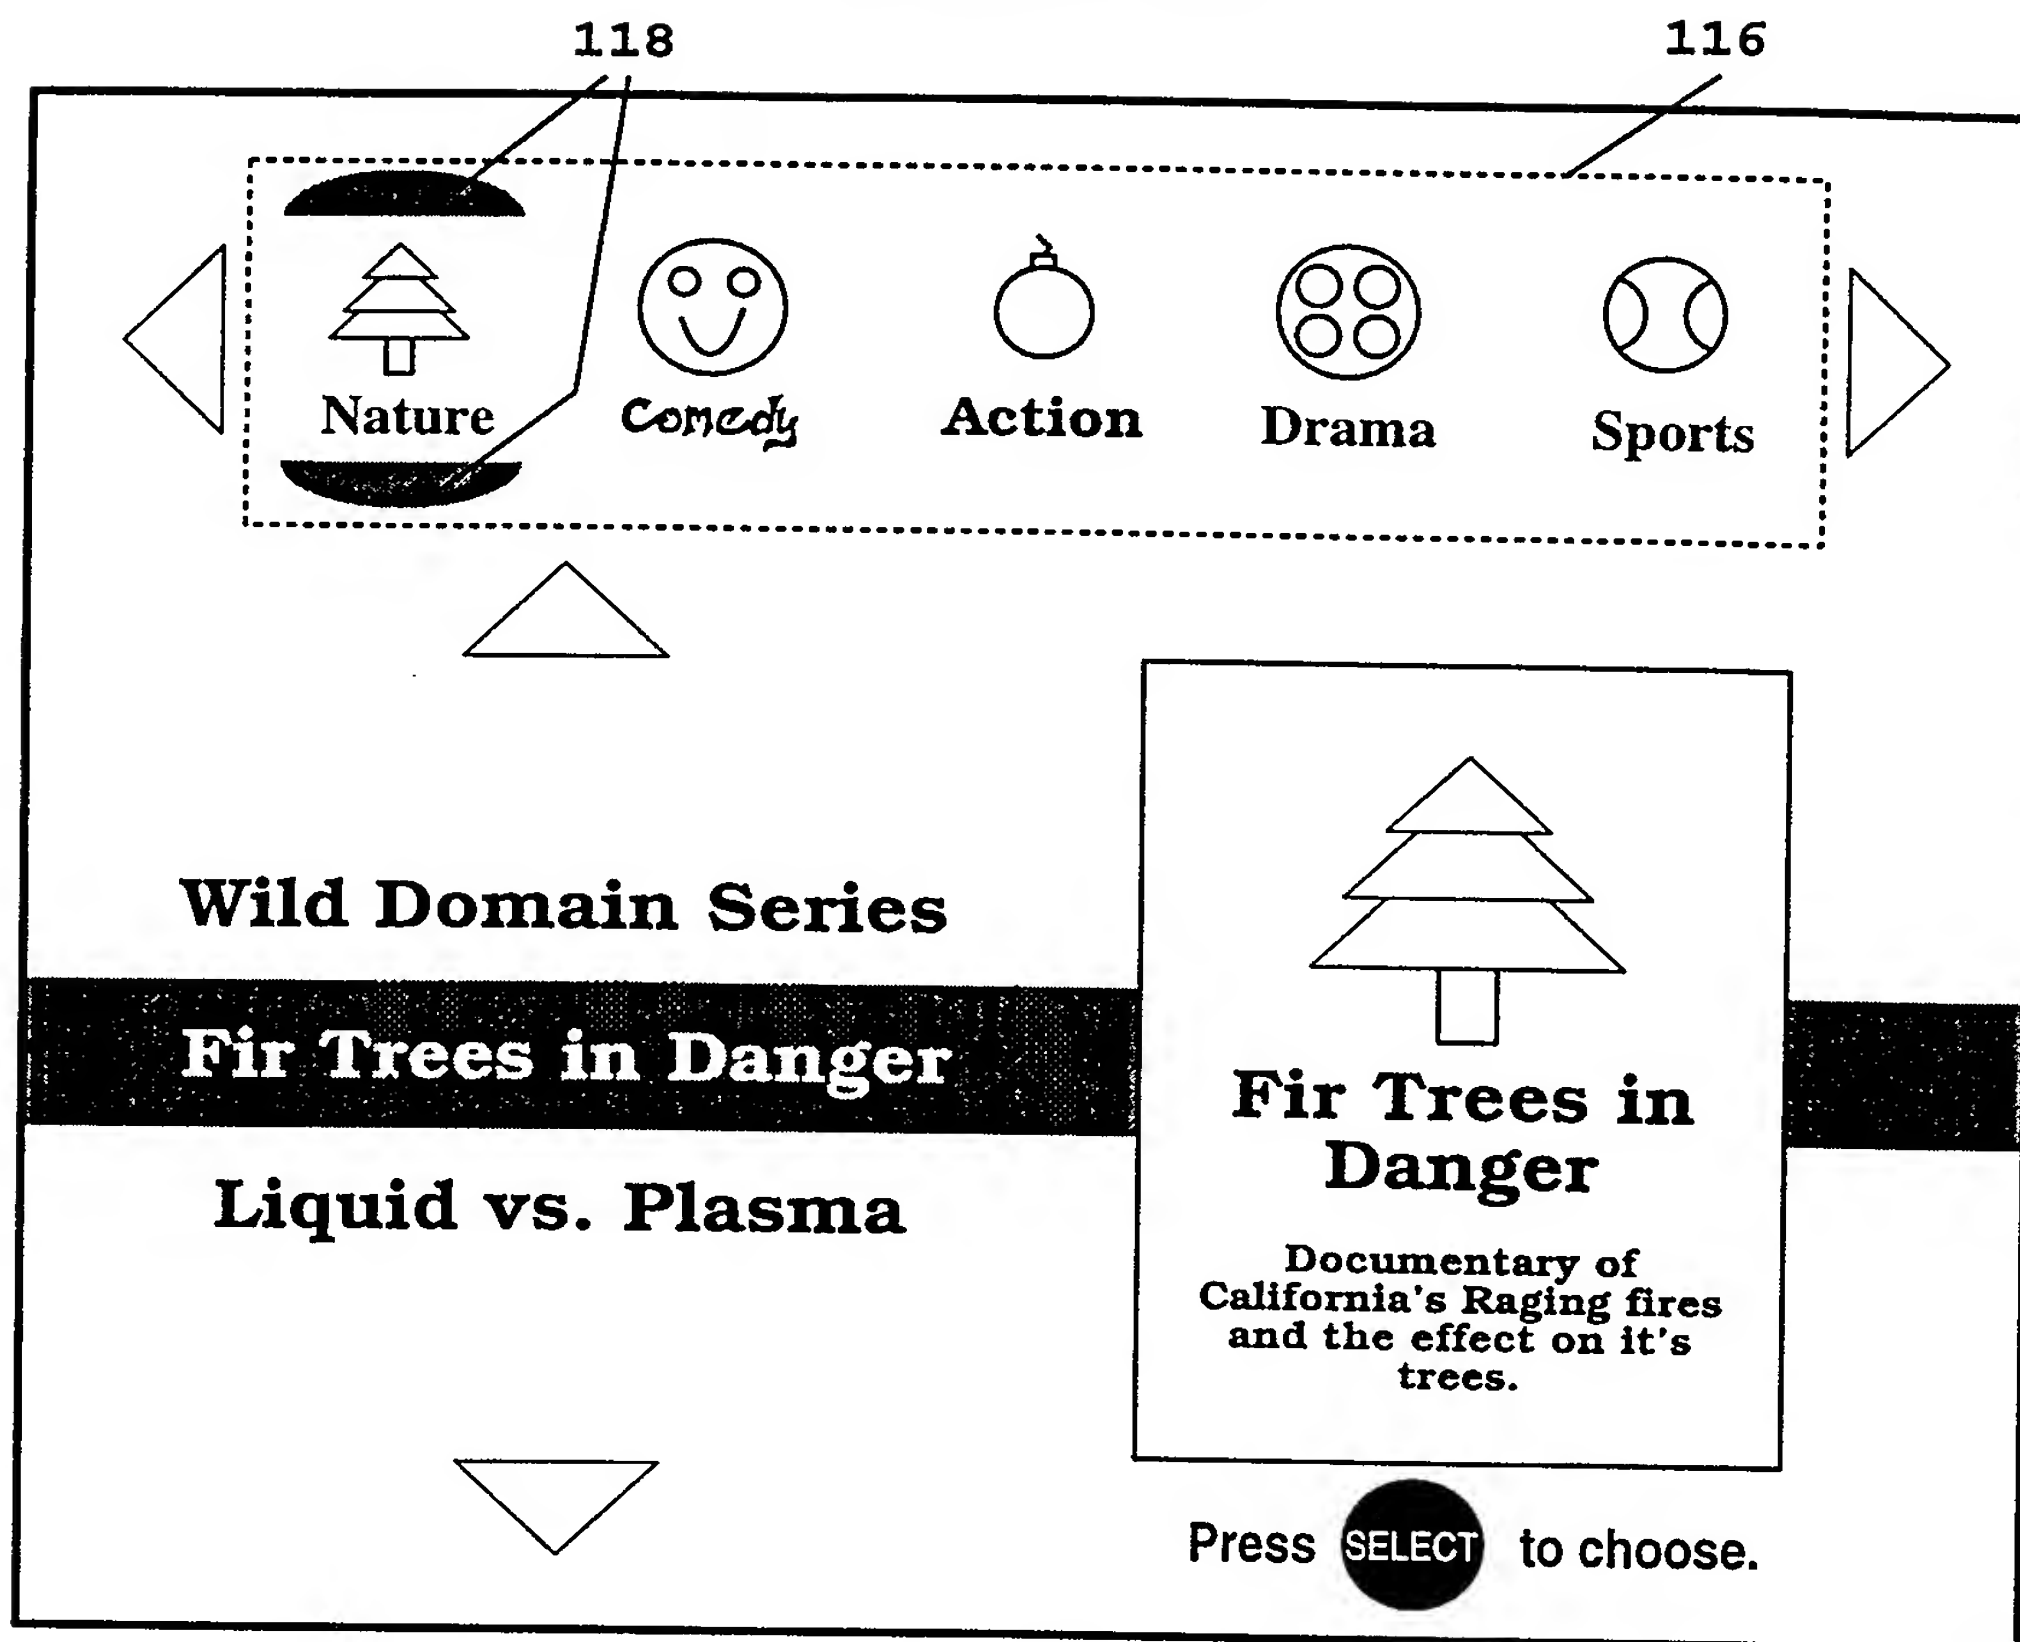 118
116
Nature
Comedy
Action
Drama
Sports
Wild Domain Series
Fir Trees in Danger
Liquid vs. Plasma
Fir Trees in
Danger
Documentary of
California's Raging fires
and the effect on it's
trees.
Press SELECT to choose.